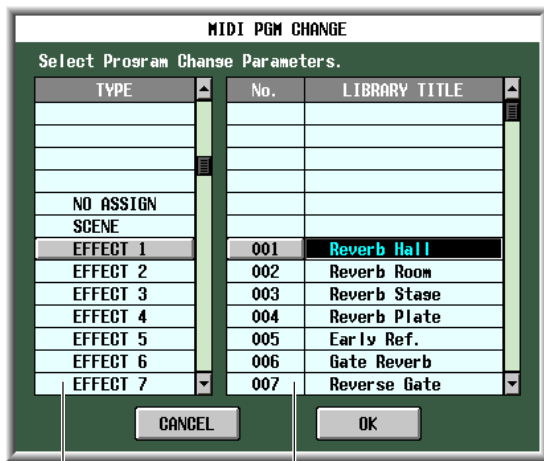 MIDI PGM CHANGE
Select Program Change Parameters.
TYPE No. LIBRARY TITLE
NO ASSIGN
SCENE
EFFECT 1 001 Reverb Hall
EFFECT 2 002 Reverb Room
EFFECT 3 003 Reverb Stage
EFFECT 4 004 Reverb Plate
EFFECT 5 005 Early Ref.
EFFECT 6 006 Gate Reverb
EFFECT 7 007 Reverse Gate
CANCEL OK